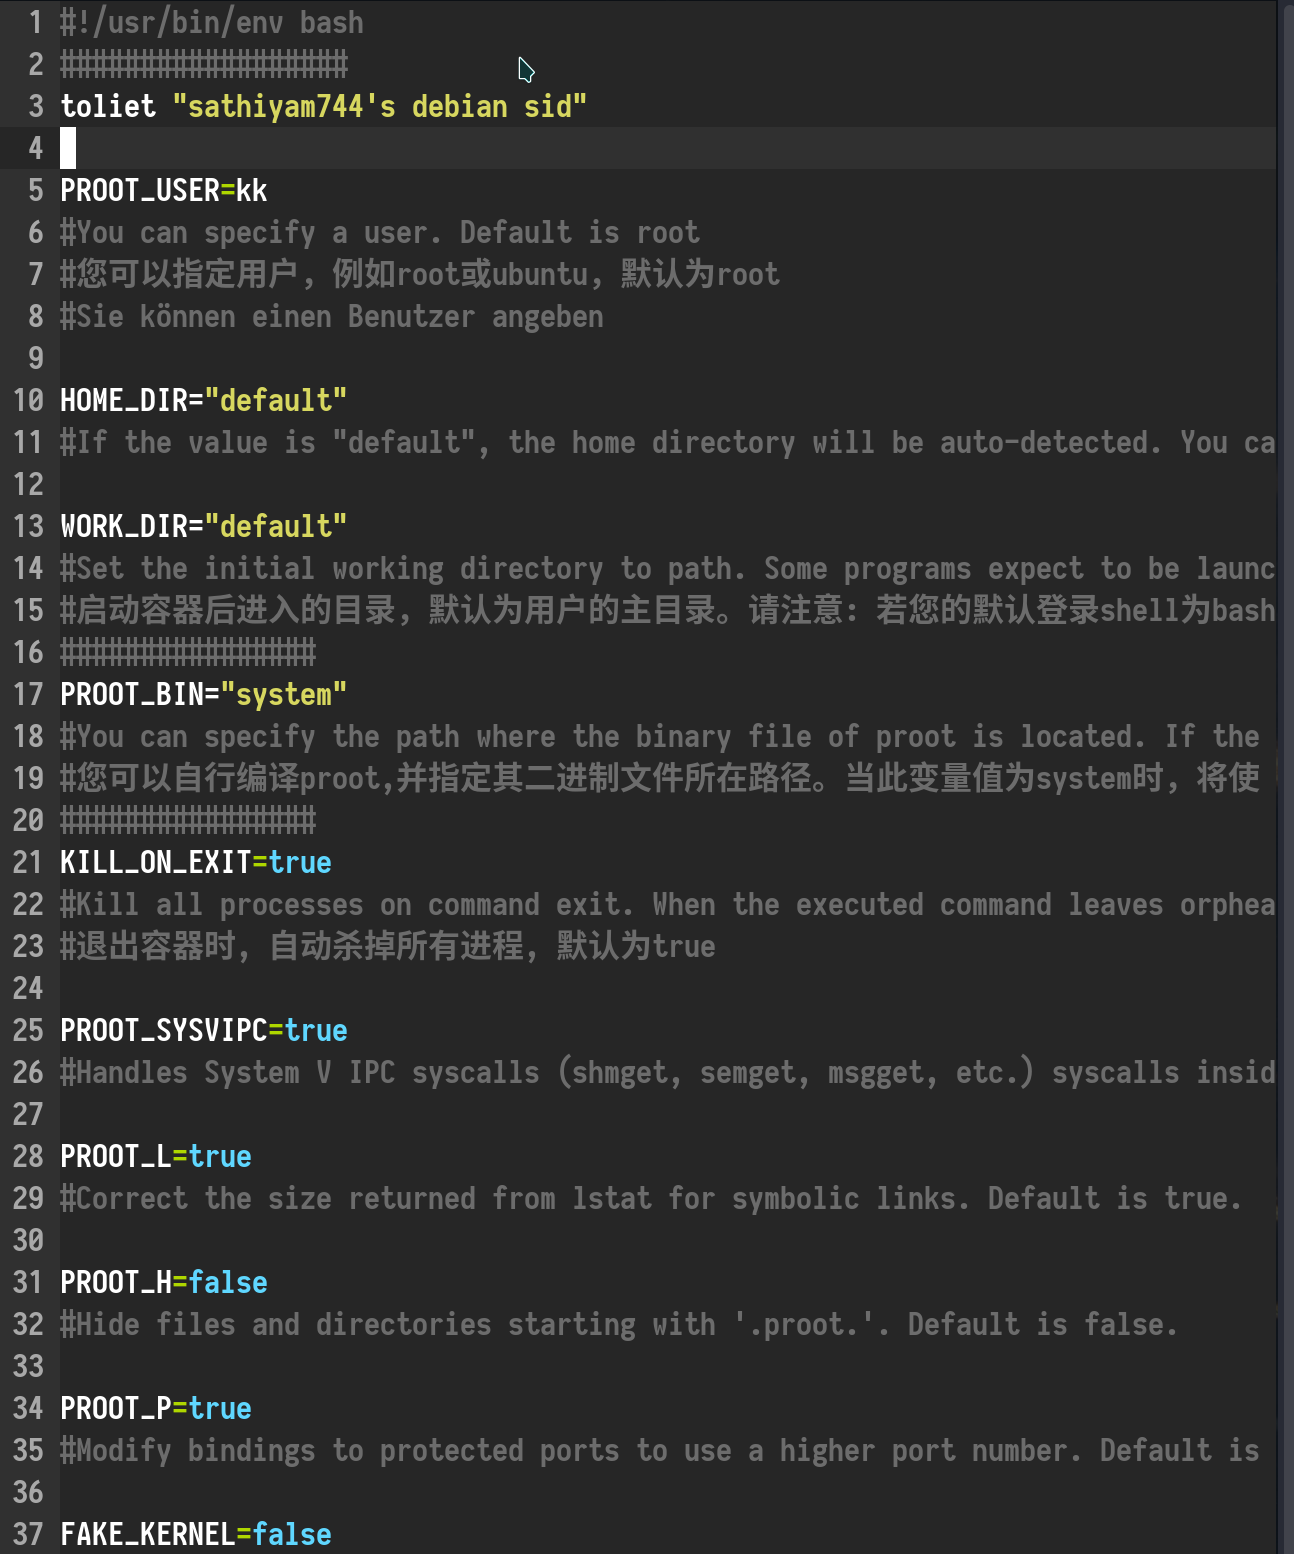 1 #!/usr/bin/env bash
2 ##################
3 toliet "sathiyam744's debian sid"
4
5 PROOT_USER=kk
6 #You can specify a user. Default is root
7 #您可以指定用户，例如root或ubuntu，默认为root
8 #Sie können einen Benutzer angeben
9
10 HOME_DIR="default"
11 #If the value is "default", the home directory will be auto-detected. You ca
12
13 WORK_DIR="default"
14 #Set the initial working directory to path. Some programs expect to be launc
15 #启动容器后进入的目录，默认为用户的主目录。请注意：若您的默认登录shell为bash
16 ################
17 PROOT_BIN="system"
18 #You can specify the path where the binary file of proot is located. If the
19 #您可以自行编译proot,并指定其二进制文件所在路径。当此变量值为system时，将使
20 ################
21 KILL_ON_EXIT=true
22 #Kill all processes on command exit. When the executed command leaves orphea
23 #退出容器时，自动杀掉所有进程，默认为true
24
25 PROOT_SYSVIPC=true
26 #Handles System V IPC syscalls (shmget, semget, msgget, etc.) syscalls insid
27
28 PROOT_L=true
29 #Correct the size returned from lstat for symbolic links. Default is true.
30
31 PROOT_H=false
32 #Hide files and directories starting with '.proot.'. Default is false.
33
34 PROOT_P=true
35 #Modify bindings to protected ports to use a higher port number. Default is
36
37 FAKE_KERNEL=false